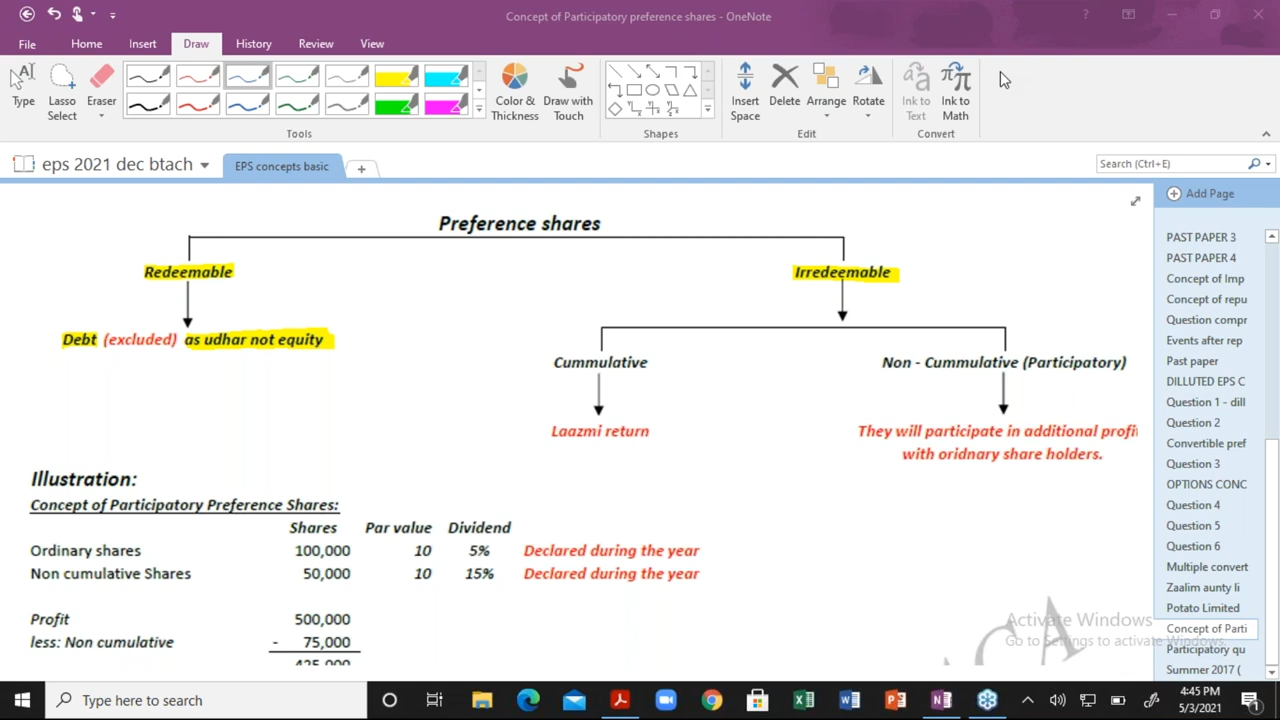 Concept of Participatory preference shares - OneNote
File Home Insert Draw History Review View
Type
Lasso Select
Eraser
Color & Thickness
Draw with Touch
Insert Space
Delete
Arrange
Rotate
Ink to Text
Ink to Math
Tools
Shapes
Edit
Convert
eps 2021 dec btach
EPS concepts basic
Search (Ctrl+E)
Add Page
Preference shares
Redeemable
Irredeemable
Debt (excluded) as udhar not equity
Cummulative
Non - Cummulative (Participatory)
Laazmi return
They will participate in additional profit
with oridnary share holders.
Illustration:
Concept of Participatory Preference Shares:
Shares Par value Dividend
Ordinary shares 100,000 10 5% Declared during the year
Non cumulative Shares 50,000 10 15% Declared during the year
Profit 500,000
less: Non cumulative - 75,000
425,000
PAST PAPER 3
PAST PAPER 4
Concept of Imp
Concept of repu
Question compr
Events after rep
Past paper
DILLUTED EPS C
Question 1 - dill
Question 2
Convertible pref
Question 3
OPTIONS CONC
Question 4
Question 5
Question 6
Multiple convert
Zaalim aunty li
Potato Limited
Concept of Parti
Participatory qu
Summer 2017 (
Activate Windows
Go to Settings to activate Windows.
Type here to search
4:45 PM
5/3/2021